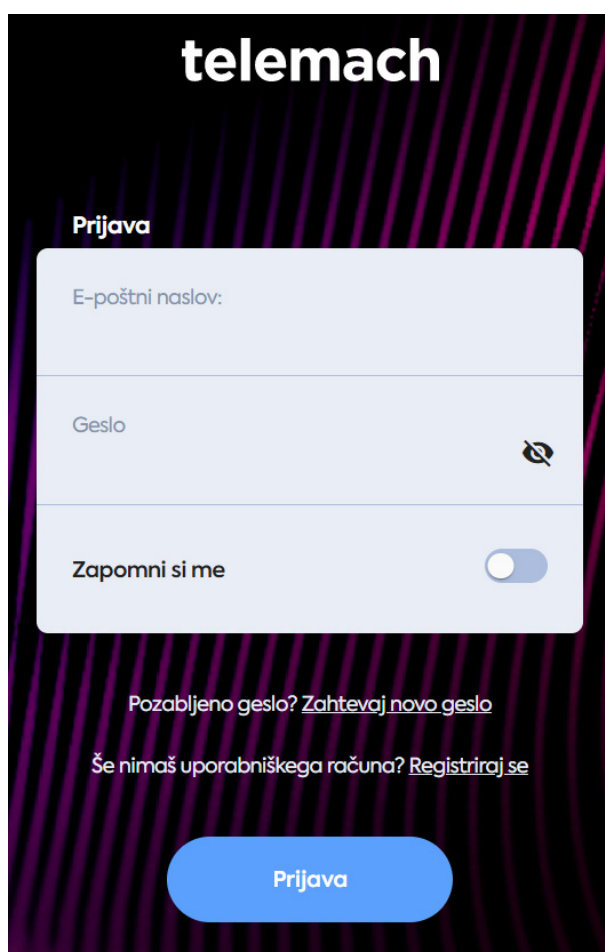 telemach
Prijava
E-poštni naslov:
Geslo
Zapomni si me
Pozabljeno geslo? Zahtevaj novo geslo
Še nimaš uporabniškega računa? Registriraj se
Prijava